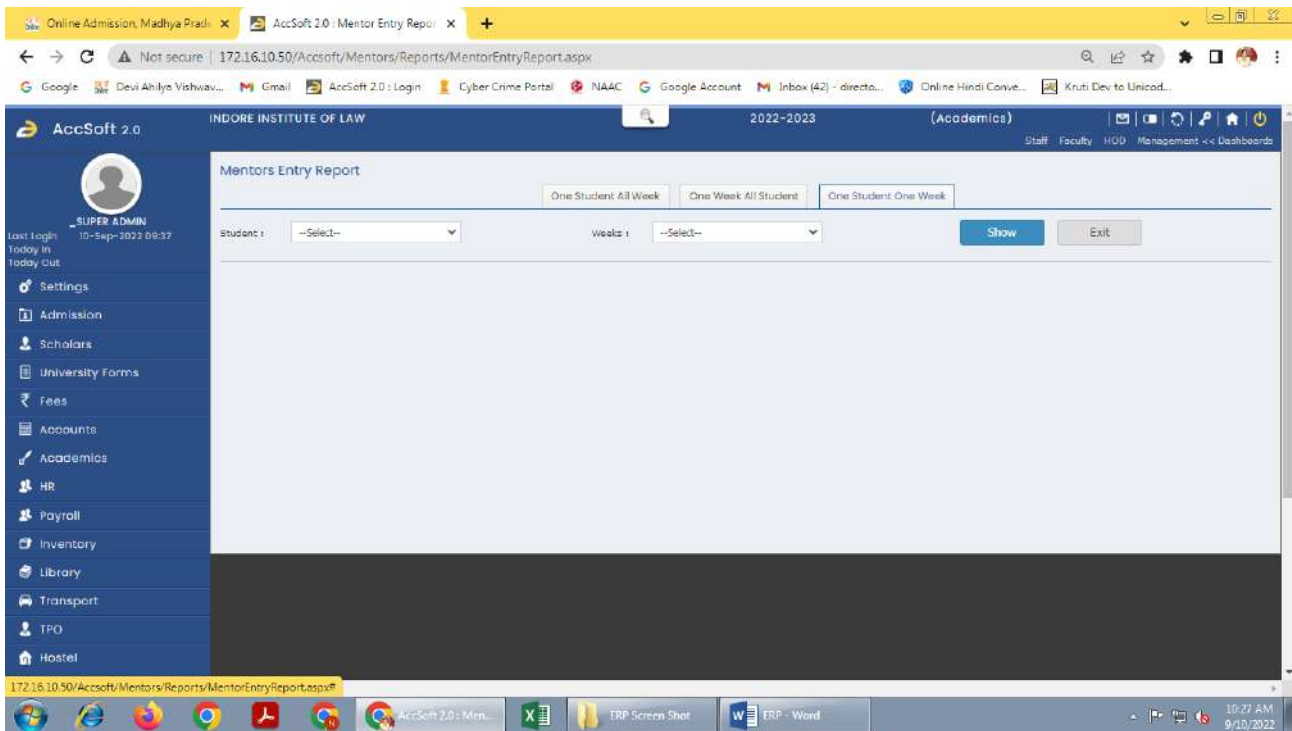 Online Admission, Madhya Prade
AccSoft 2.0 : Mentor Entry Repor
Not secure | 172.16.10.50/Accsoft/Mentors/Reports/MentorEntryReport.aspx
Google Devi Ahilya Vishwav... Gmail AccSoft 2.0 : Login Cyber Crime Portal NAAC Google Account Inbox (42) - directo... Online Hindi Conve... Kruti Dev to Unicod...
AccSoft 2.0
INDORE INSTITUTE OF LAW 2022-2023 (Academics)
Staff Faculty HOD Management << Dashboards
_SUPER ADMIN
Last Login 10-Sep-2022 09:37
Today In
Today Out
Mentors Entry Report
One Student All Week One Week All Student One Student One Week
Student : --Select-- Weeks : --Select-- Show Exit
Settings
Admission
Scholars
University Forms
Fees
Accounts
Academics
HR
Payroll
Inventory
Library
Transport
TPO
Hostel
172.16.10.50/Accsoft/Mentors/Reports/MentorEntryReport.aspx#
AccSoft 2.0 : Men... ERP Screen Shot ERP - Word
10:27 AM
9/10/2022